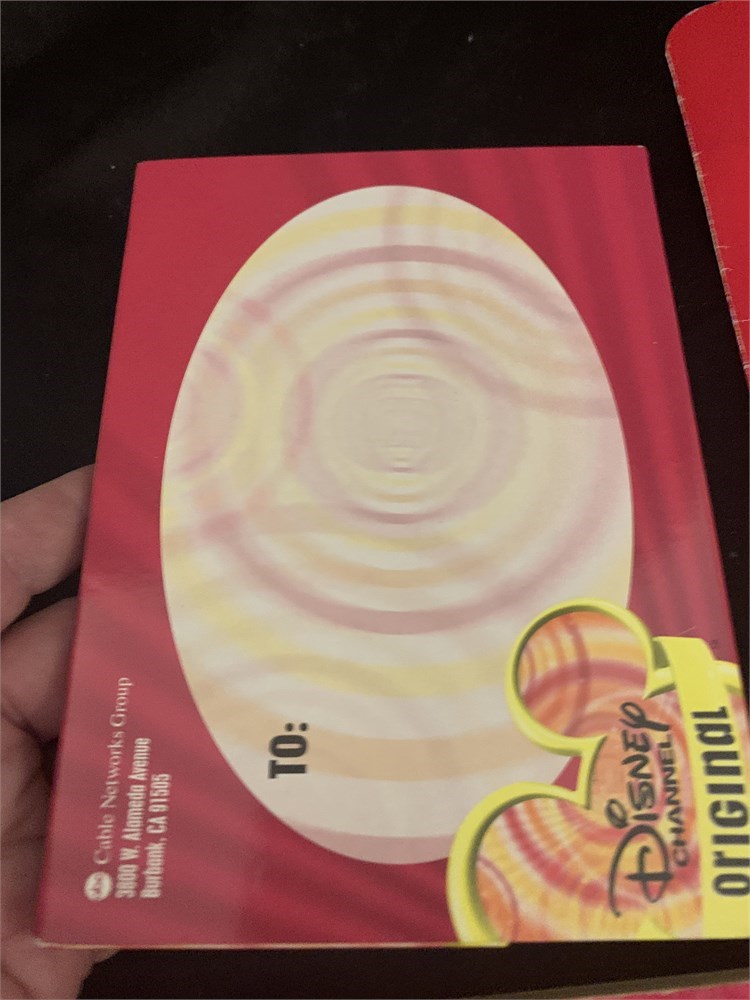 abc Cable Networks Group
3800 W. Alameda Avenue
Burbank, CA 91505
TO:
Disney
CHANNEL
ORIGINAL